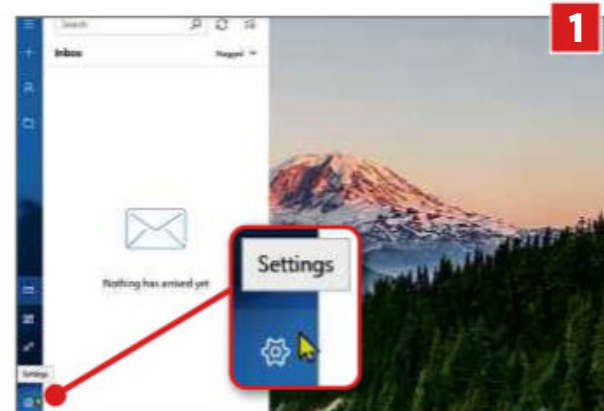 1
Search
Inbox
Flagged
Nothing has arrived yet
Settings
Settings